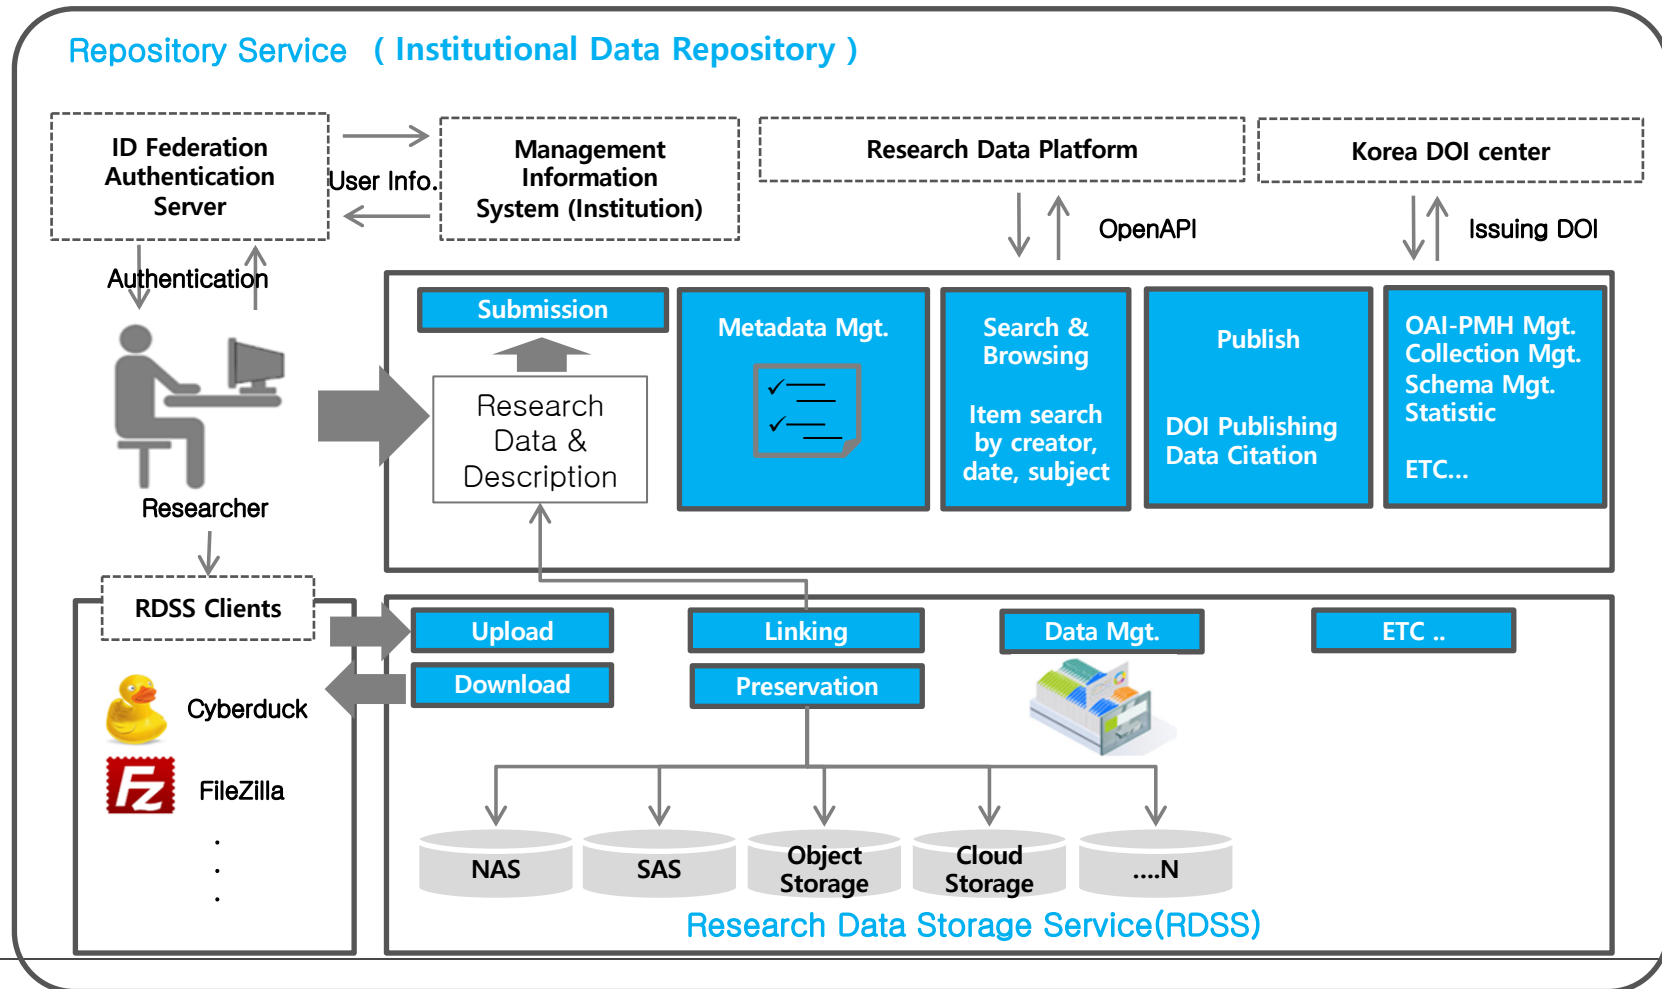 Repository Service ( Institutional Data Repository )
ID Federation
Authentication
Server
User Info.
Management
Information
System (Institution)
Research Data Platform
Korea DOI center
OpenAPI
Issuing DOI
Authentication
Researcher
Submission
Research
Data &
Description
Metadata Mgt.
Search &
Browsing
Item search
by creator,
date, subject
Publish
DOI Publishing
Data Citation
OAI-PMH Mgt.
Collection Mgt.
Schema Mgt.
Statistic
ETC...
RDSS Clients
Cyberduck
Fz
FileZilla
.
.
.
Upload
Linking
Data Mgt.
ETC ..
Download
Preservation
NAS
SAS
Object
Storage
Cloud
Storage
....N
Research Data Storage Service(RDSS)